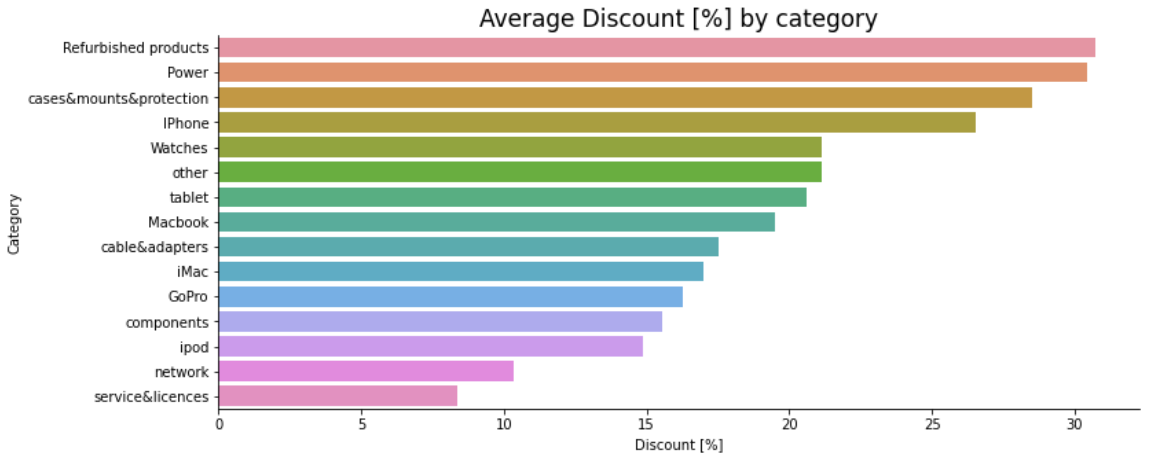 Average Discount [%] by category
Category
Refurbished products
Power
cases&mounts&protection
IPhone
Watches
other
tablet
Macbook
cable&adapters
iMac
GoPro
components
ipod
network
service&licences
0 5 10 15 20 25 30
Discount [%]